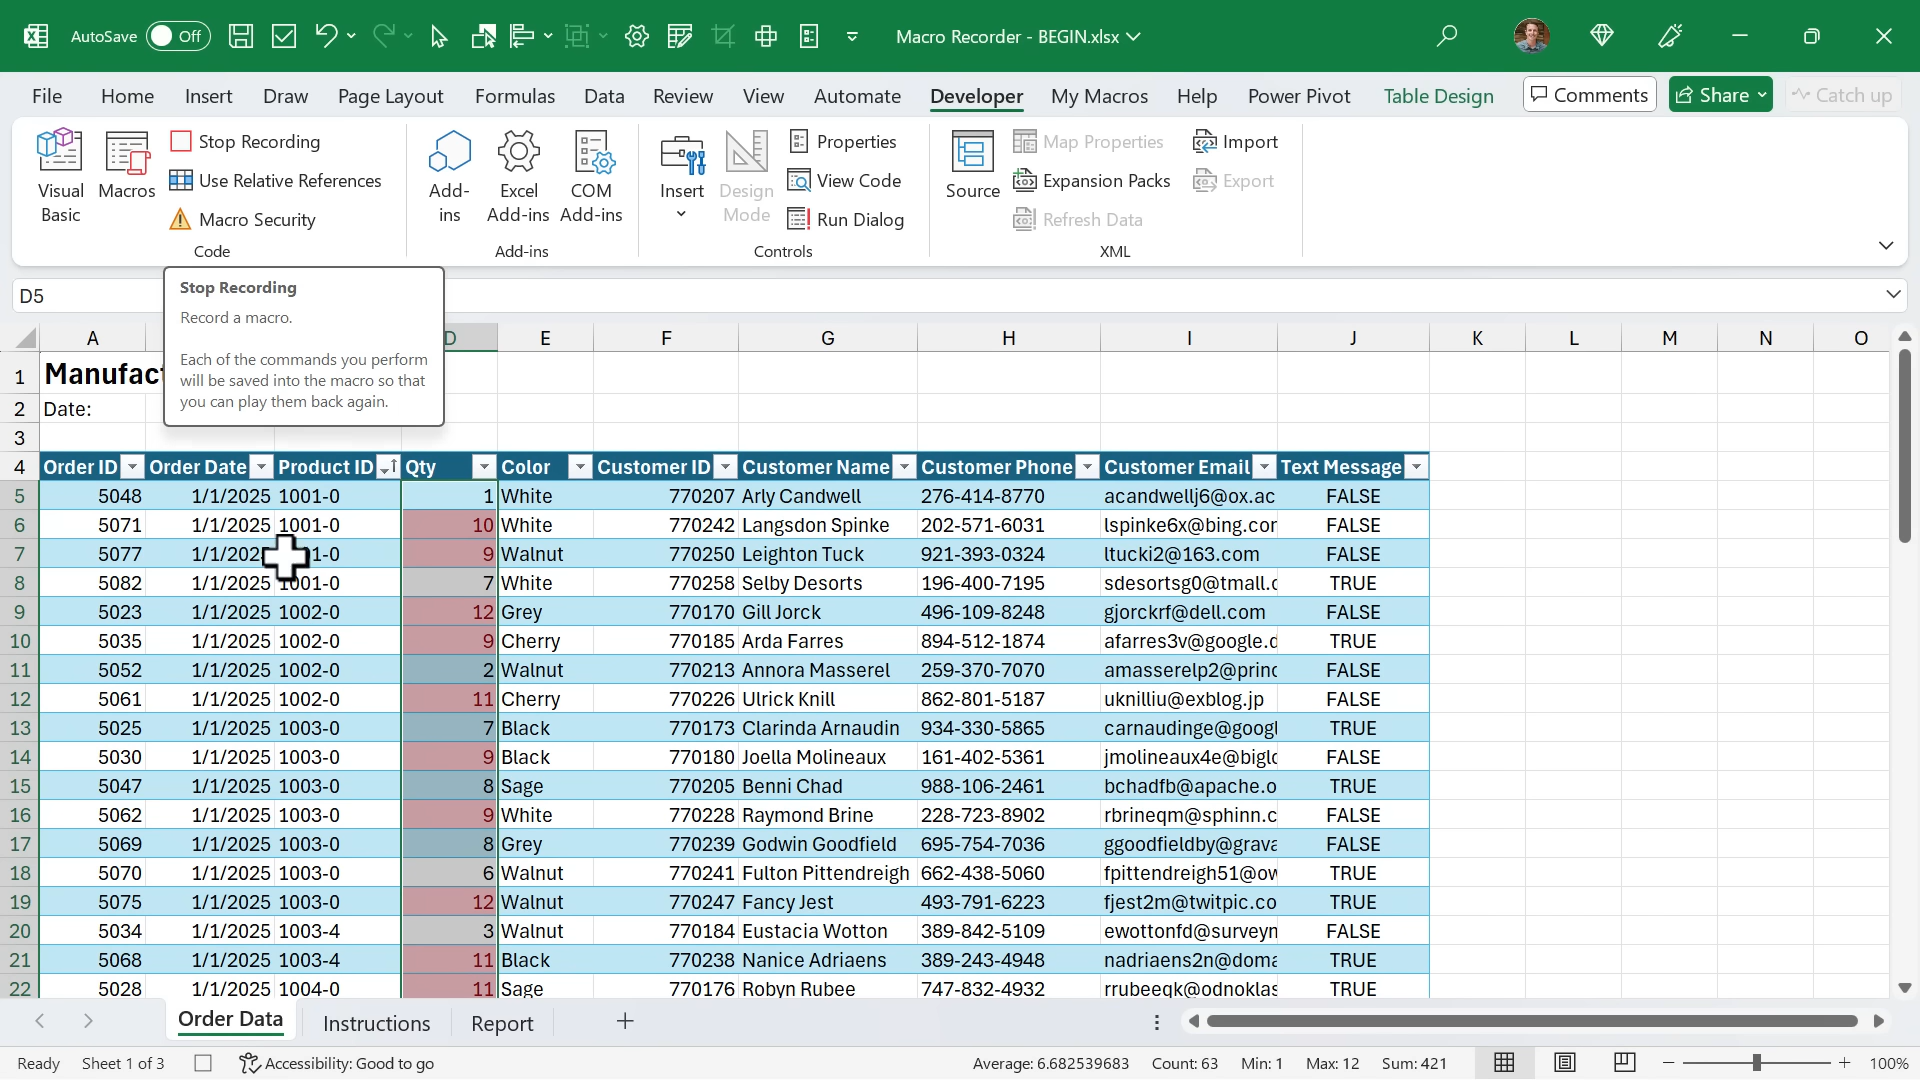 AutoSave Off Macro Recorder - BEGIN.xlsx
File Home Insert Draw Page Layout Formulas Data Review View Automate Developer My Macros Help Power Pivot Table Design Comments Share Catch up
Visual Basic
Macros
Stop Recording
Use Relative References
Macro Security
Code
Add-ins
Excel Add-ins
COM Add-ins
Add-ins
Insert
Design Mode
Properties
View Code
Run Dialog
Controls
Source
Map Properties
Expansion Packs
Refresh Data
Import
Export
XML
D5
Stop Recording
Record a macro.
Each of the commands you perform
will be saved into the macro so that
you can play them back again.
A D E F G H I J K L M N O
1 Manufact
2 Date:
3
4 Order ID Order Date Product ID Qty Color Customer ID Customer Name Customer Phone Customer Email Text Message
5 5048 1/1/2025 1001-0 1 White 770207 Arly Candwell 276-414-8770 acandwellj6@ox.ac FALSE
6 5071 1/1/2025 1001-0 10 White 770242 Langsdon Spinke 202-571-6031 lspinke6x@bing.cor FALSE
7 5077 1/1/202 1-0 9 Walnut 770250 Leighton Tuck 921-393-0324 ltucki2@163.com FALSE
8 5082 1/1/2025 1001-0 7 White 770258 Selby Desorts 196-400-7195 sdesortsg0@tmall.c TRUE
9 5023 1/1/2025 1002-0 12 Grey 770170 Gill Jorck 496-109-8248 gjorckrf@dell.com FALSE
10 5035 1/1/2025 1002-0 9 Cherry 770185 Arda Farres 894-512-1874 afarres3v@google.d TRUE
11 5052 1/1/2025 1002-0 2 Walnut 770213 Annora Masserel 259-370-7070 amasserelp2@princ FALSE
12 5061 1/1/2025 1002-0 11 Cherry 770226 Ulrick Knill 862-801-5187 uknilliu@exblog.jp FALSE
13 5025 1/1/2025 1003-0 7 Black 770173 Clarinda Arnaudin 934-330-5865 carnaudinge@googl TRUE
14 5030 1/1/2025 1003-0 9 Black 770180 Joella Molineaux 161-402-5361 jmolineaux4e@biglo FALSE
15 5047 1/1/2025 1003-0 8 Sage 770205 Benni Chad 988-106-2461 bchadfb@apache.o TRUE
16 5062 1/1/2025 1003-0 9 White 770228 Raymond Brine 228-723-8902 rbrineqm@sphinn.c FALSE
17 5069 1/1/2025 1003-0 8 Grey 770239 Godwin Goodfield 695-754-7036 ggoodfieldby@grava FALSE
18 5070 1/1/2025 1003-0 6 Walnut 770241 Fulton Pittendreigh 662-438-5060 fpittendreigh51@ow TRUE
19 5075 1/1/2025 1003-0 12 Walnut 770247 Fancy Jest 493-791-6223 fjest2m@twitpic.co TRUE
20 5034 1/1/2025 1003-4 3 Walnut 770184 Eustacia Wotton 389-842-5109 ewottonfd@surveyn FALSE
21 5068 1/1/2025 1003-4 11 Black 770238 Nanice Adriaens 389-243-4948 nadriaens2n@doma TRUE
22 5028 1/1/2025 1004-0 11 Sage 770176 Robyn Rubee 747-832-4932 rrubeeqk@odnoklas TRUE
Order Data Instructions Report
Ready Sheet 1 of 3 Accessibility: Good to go Average: 6.682539683 Count: 63 Min: 1 Max: 12 Sum: 421 100%